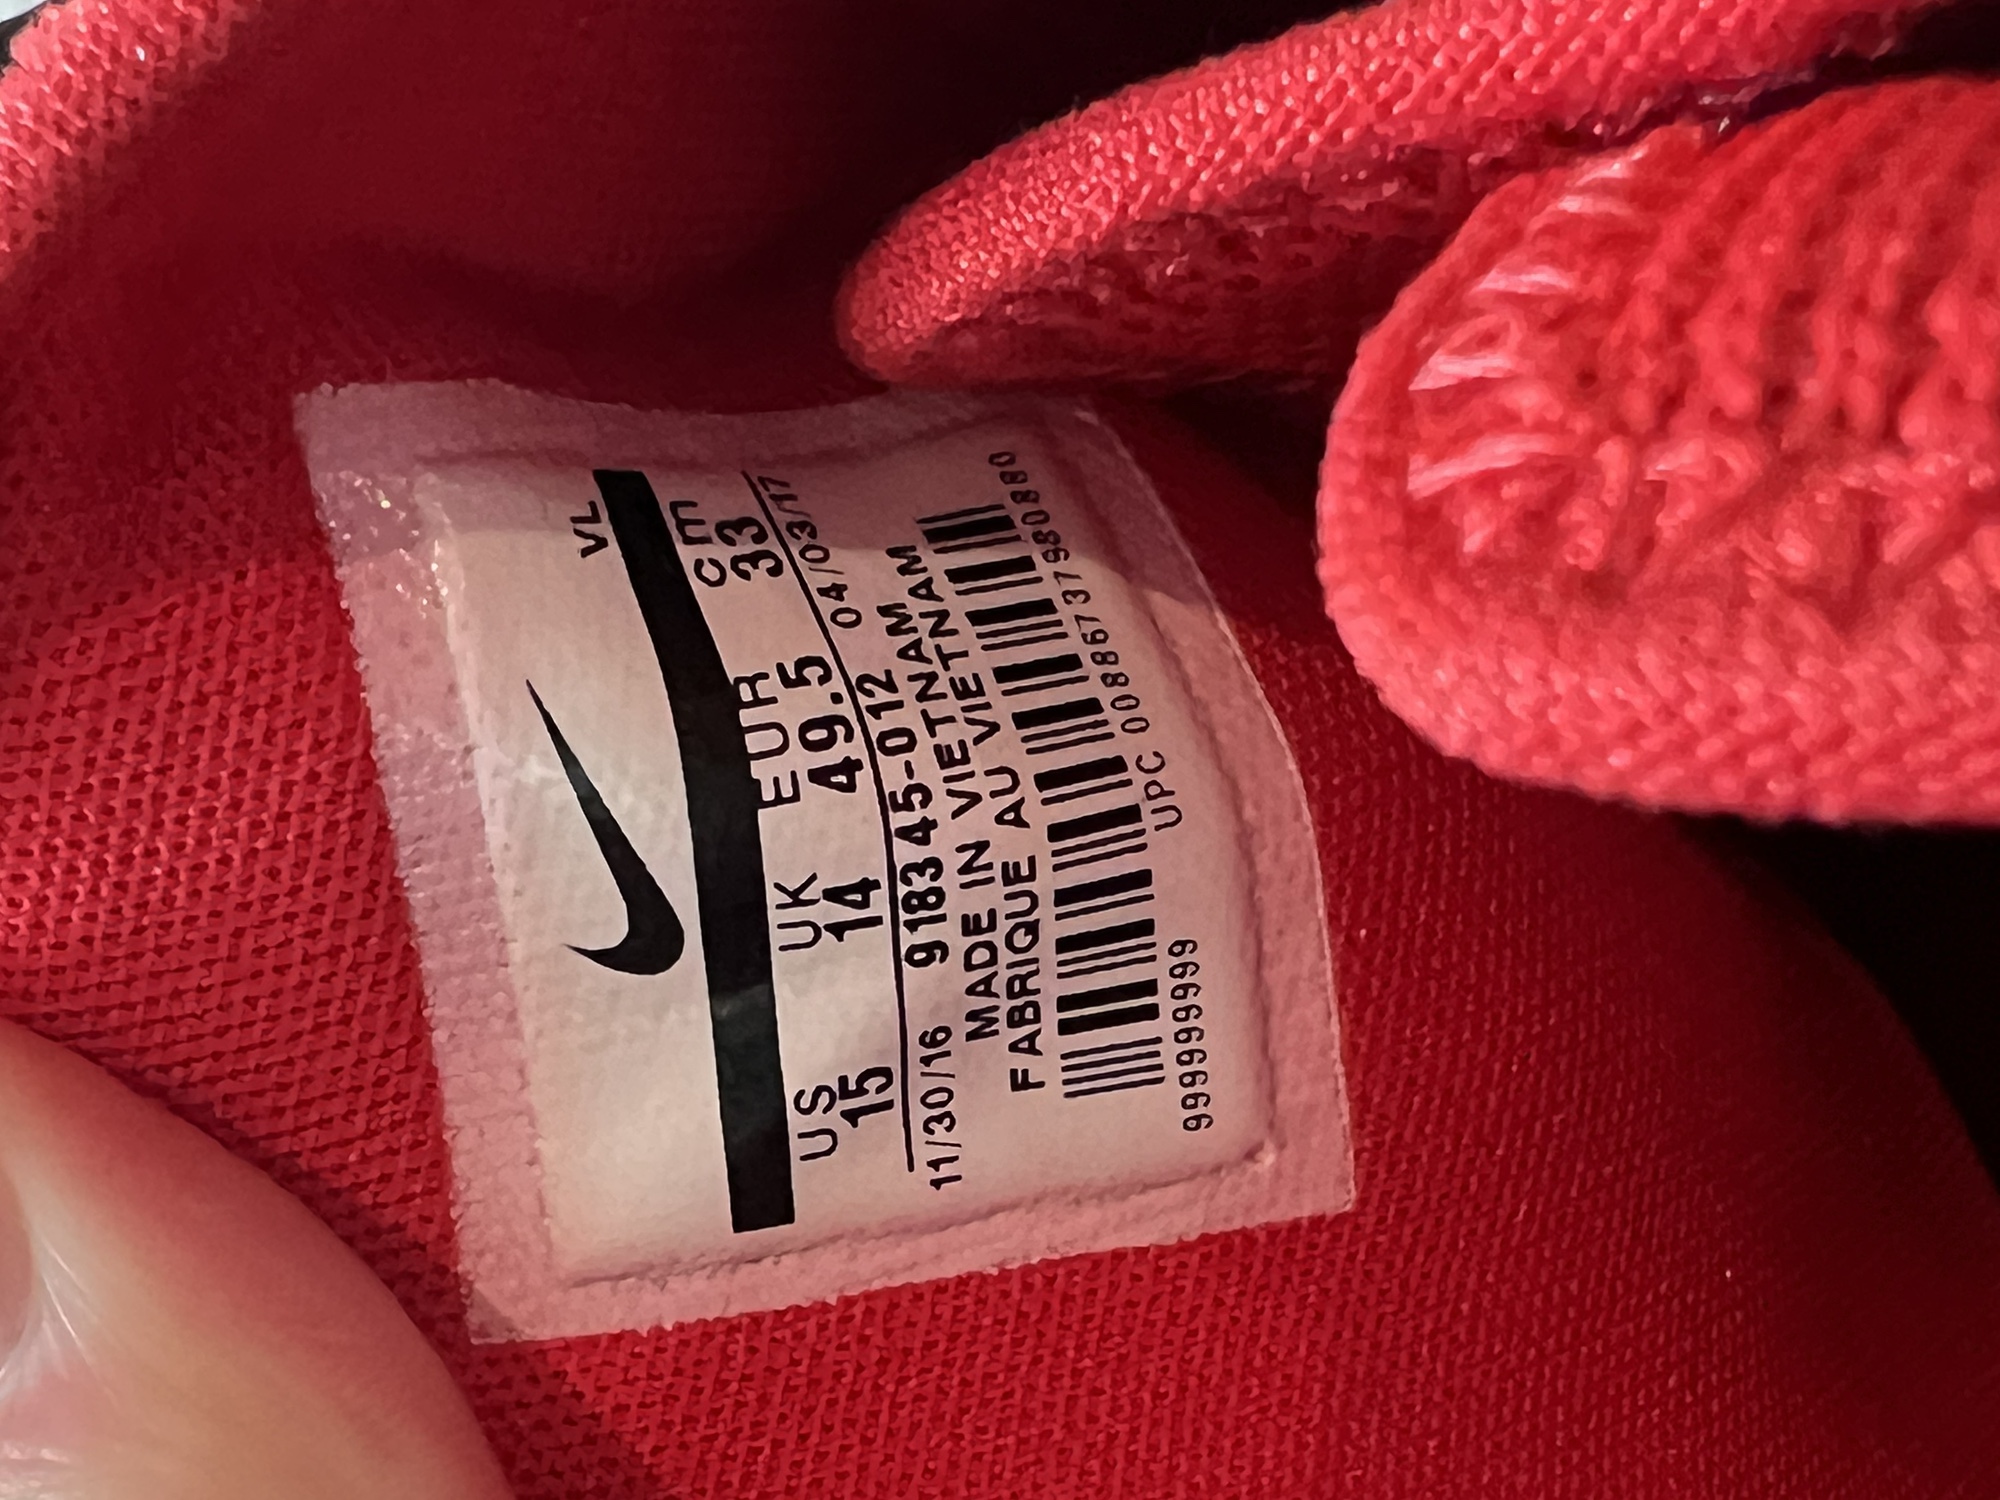 VL
US UK EUR cm
15 14 49.5 33
11/30/16 918345-012 04/03/17
MADE IN VIETNAM
FABRIQUE AU VIETNAM
UPC 00886737980880
9999999999